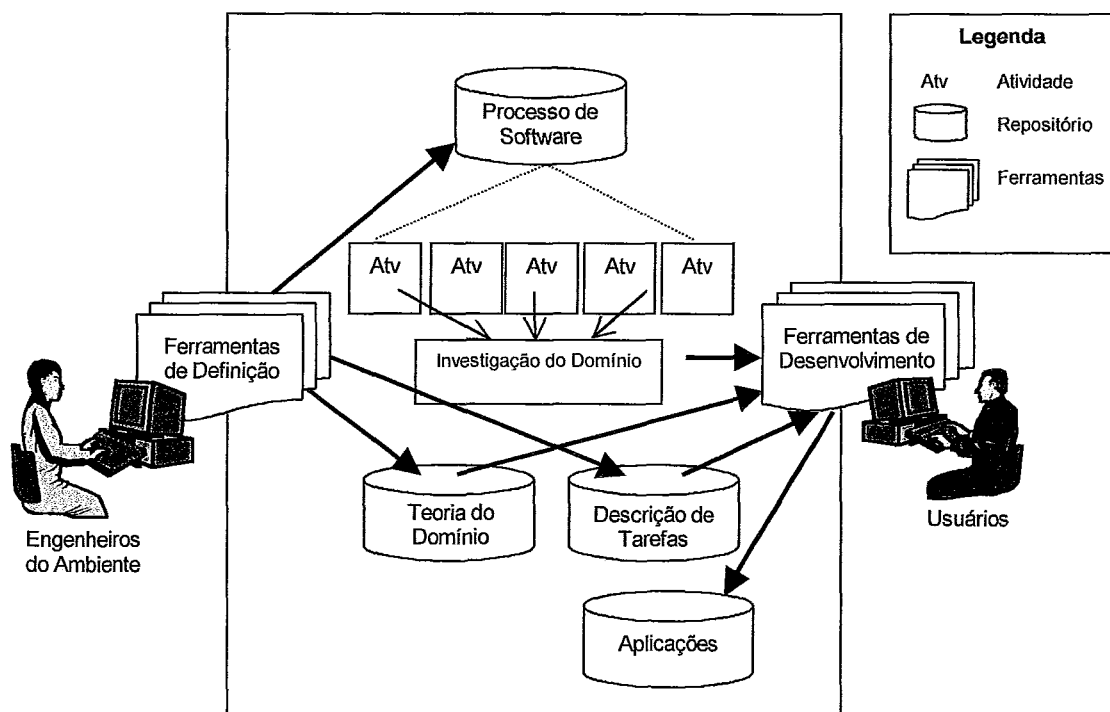 Legenda
Atv Atividade
Repositório
Ferramentas
Processo de
Software
Atv Atv Atv Atv Atv
Investigação do Domínio
Ferramentas
de Definição
Ferramentas de
Desenvolvimento
Engenheiros
do Ambiente
Usuários
Teoria do
Domínio
Descrição de
Tarefas
Aplicações